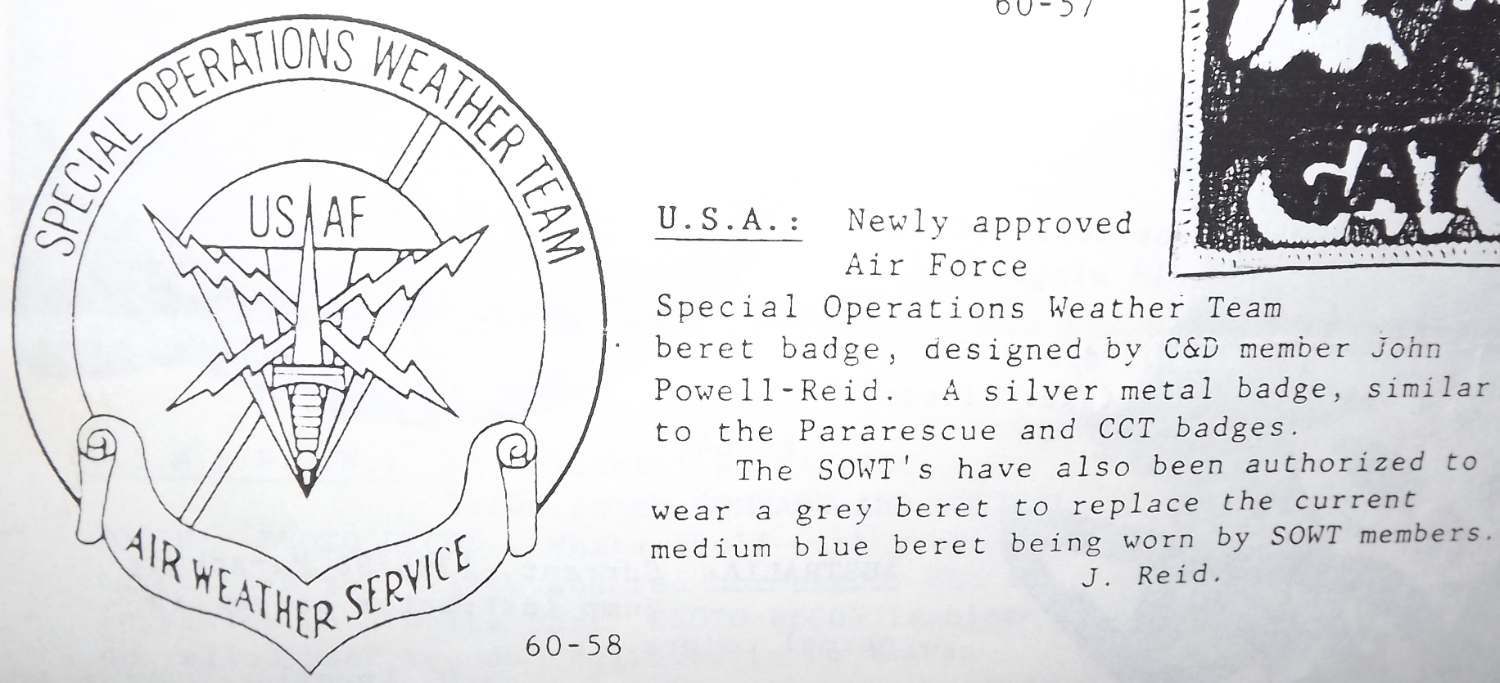 60-57
SPECIAL OPERATIONS WEATHER TEAM
USAF
AIR WEATHER SERVICE
60-58
U.S.A.: Newly approved
Air Force
Special Operations Weather Team
beret badge, designed by C&D member John
Powell-Reid. A silver metal badge, similar
to the Pararescue and CCT badges.
The SOWT's have also been authorized to
wear a grey beret to replace the current
medium blue beret being worn by SOWT members.
J. Reid.